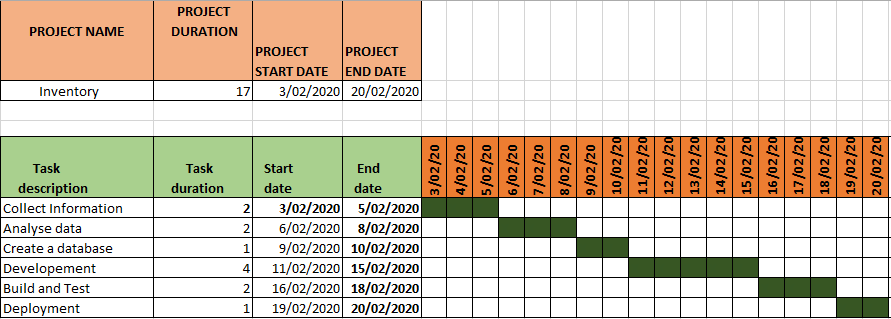 PROJECT NAME PROJECT DURATION PROJECT START DATE PROJECT END DATE
Inventory 17 3/02/2020 20/02/2020
Task description Task duration Start date End date 3/02/20 4/02/20 5/02/20 6/02/20 7/02/20 8/02/20 9/02/20 10/02/20 11/02/20 12/02/20 13/02/20 14/02/20 15/02/20 16/02/20 17/02/20 18/02/20 19/02/20 20/02/20
Collect Information 2 3/02/2020 5/02/2020
Analyse data 2 6/02/2020 8/02/2020
Create a database 1 9/02/2020 10/02/2020
Developement 4 11/02/2020 15/02/2020
Build and Test 2 16/02/2020 18/02/2020
Deployment 1 19/02/2020 20/02/2020